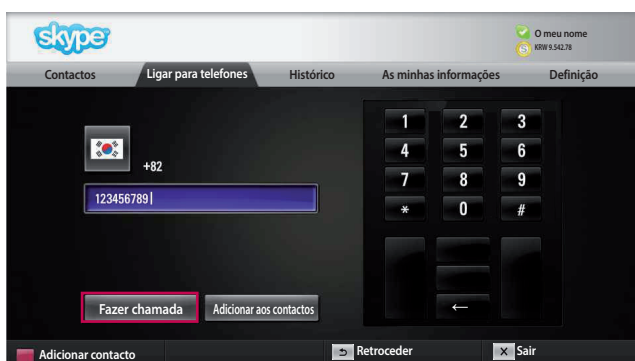 skype
O meu nome
KRW 9.542.78
Contactos Ligar para telefones Histórico As minhas informações Definição
+82
123456789
1 2 3
4 5 6
7 8 9
* 0 #
←
Fazer chamada Adicionar aos contactos
Adicionar contacto Retroceder Sair